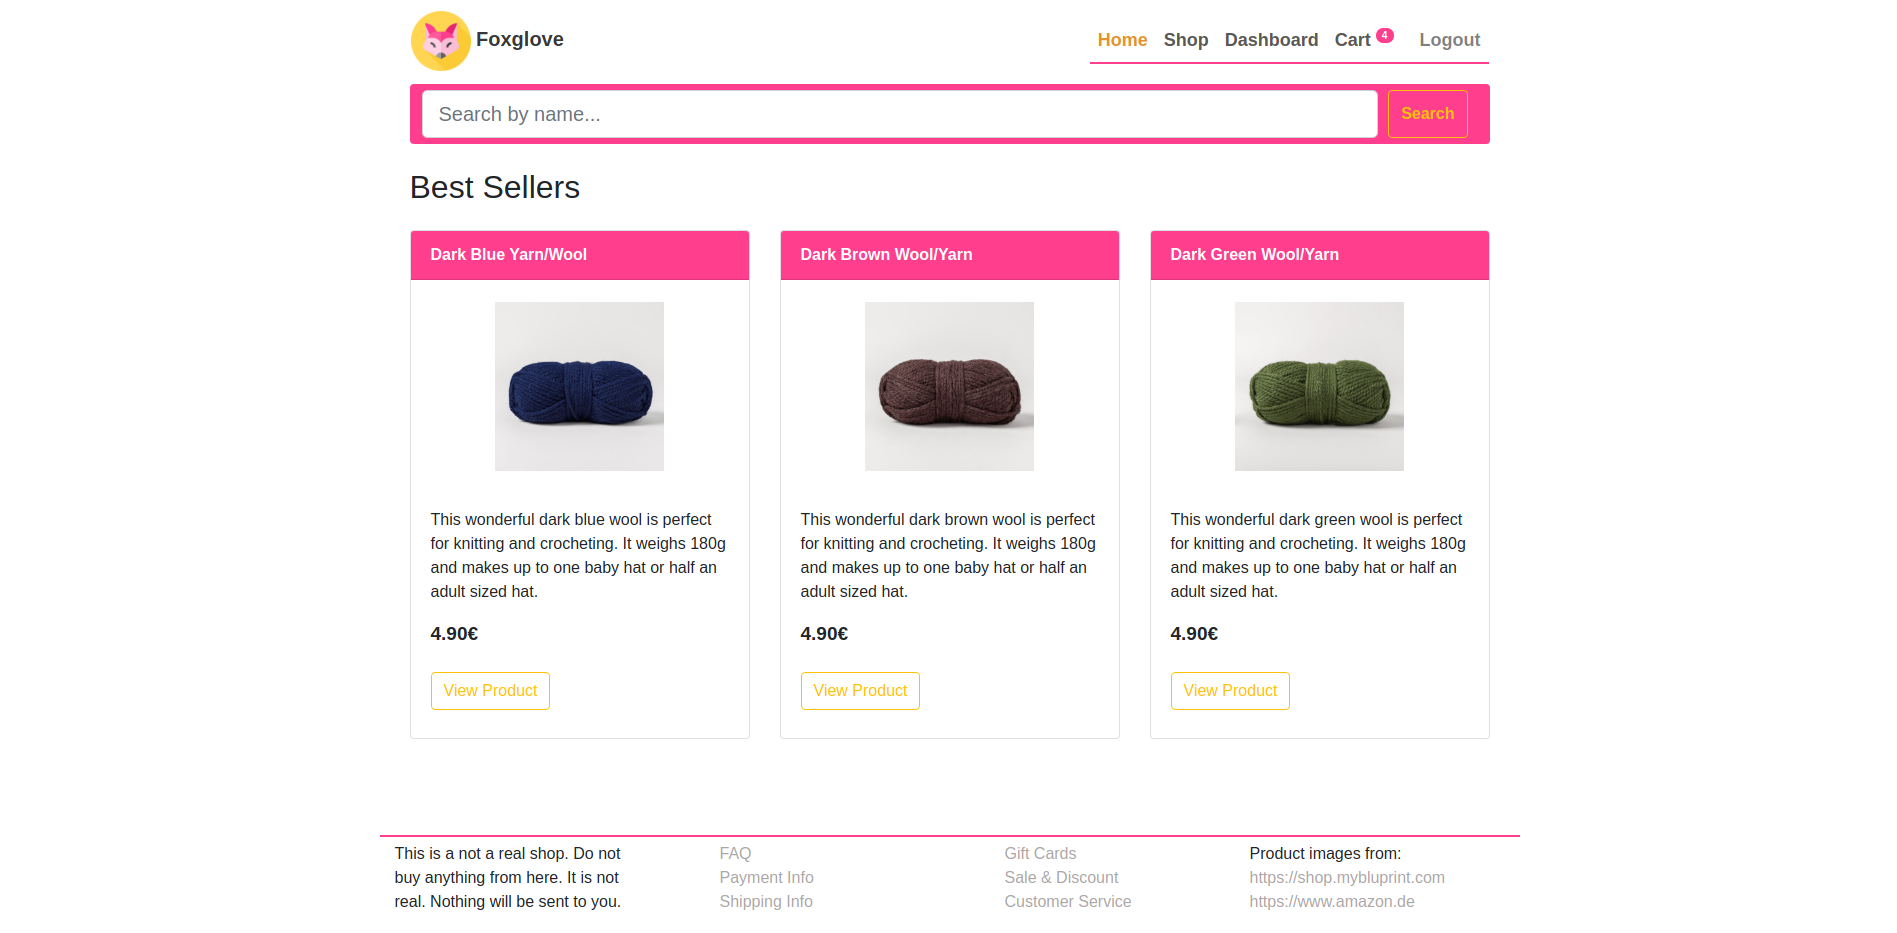 Foxglove
Home Shop Dashboard Cart 4 Logout
Search by name...
Search
Best Sellers
Dark Blue Yarn/Wool
This wonderful dark blue wool is perfect
for knitting and crocheting. It weighs 180g
and makes up to one baby hat or half an
adult sized hat.
4.90€
View Product
Dark Brown Wool/Yarn
This wonderful dark brown wool is perfect
for knitting and crocheting. It weighs 180g
and makes up to one baby hat or half an
adult sized hat.
4.90€
View Product
Dark Green Wool/Yarn
This wonderful dark green wool is perfect
for knitting and crocheting. It weighs 180g
and makes up to one baby hat or half an
adult sized hat.
4.90€
View Product
This is a not a real shop. Do not
buy anything from here. It is not
real. Nothing will be sent to you.
FAQ
Payment Info
Shipping Info
Gift Cards
Sale & Discount
Customer Service
Product images from:
https://shop.mybluprint.com
https://www.amazon.de